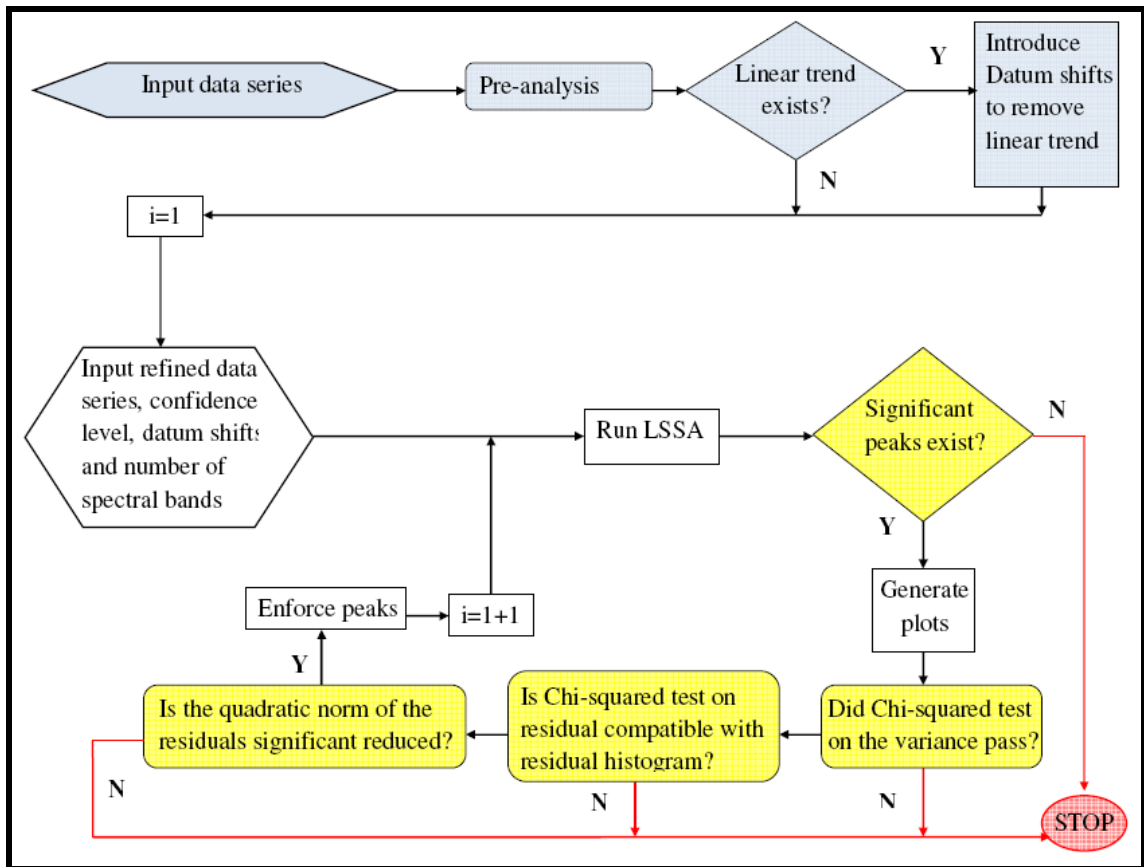 Input data series
Pre-analysis
Linear trend
exists?
Y
Introduce
Datum shifts
to remove
linear trend
N
i=1
Input refined data
series, confidence
level, datum shifts
and number of
spectral bands
Run LSSA
Significant
peaks exist?
N
Y
Generate
plots
Enforce peaks
i=1+1
Y
Is the quadratic norm of the
residuals significant reduced?
Is Chi-squared test on
residual compatible with
residual histogram?
Did Chi-squared test
on the variance pass?
N
N
N
STOP